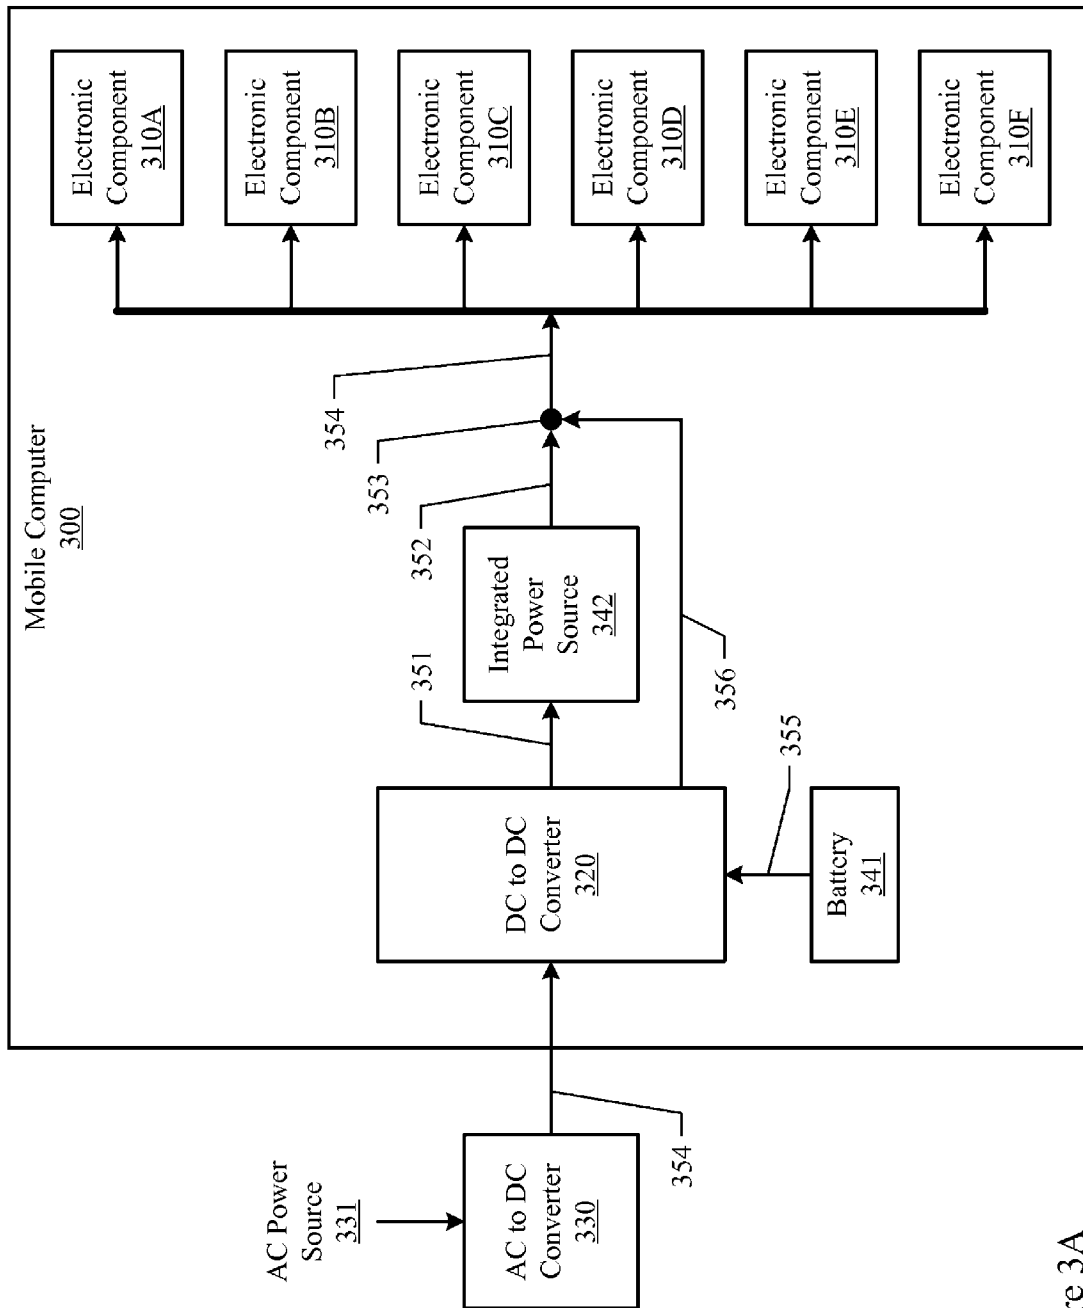 Mobile Computer
300
Electronic
Component
310A
Electronic
Component
310B
Electronic
Component
310C
Electronic
Component
310D
Electronic
Component
310E
Electronic
Component
310F
354
353
352
351
356
355
Integrated
Power
Source
342
DC to DC
Converter
320
Battery
341
354
AC Power
Source
331
AC to DC
Converter
330
re 3A